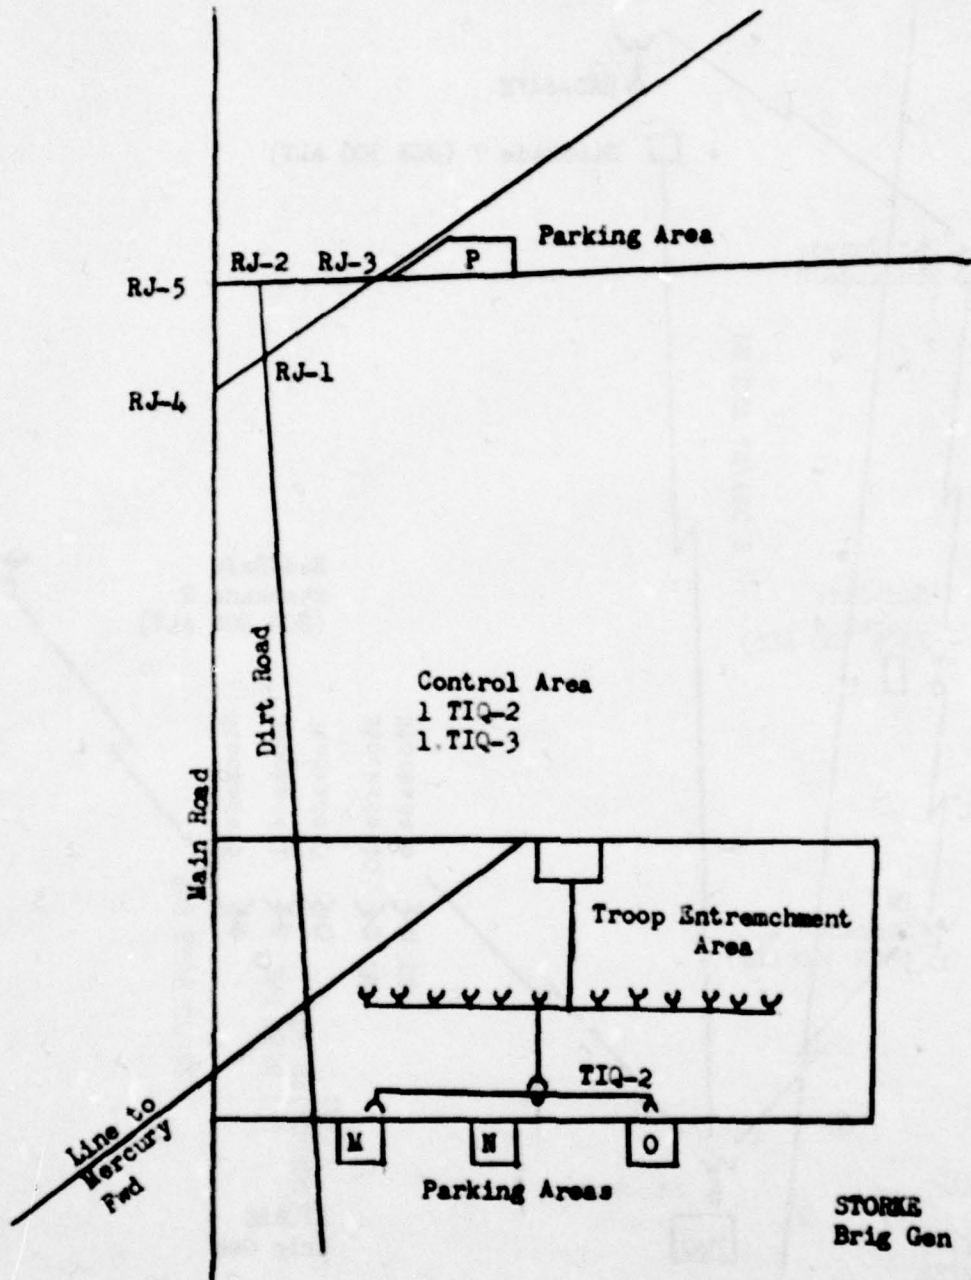 Parking Area
RJ-2
RJ-3
P
RJ-5
RJ-1
RJ-4
Dirt Road
Control Area
1 TIQ-2
1 TIQ-3
Main Road
Troop Entremchment
Area
TIQ-2
Line to
Mercury
Fwd
M
N
O
Parking Areas
STORKE
Brig Gen